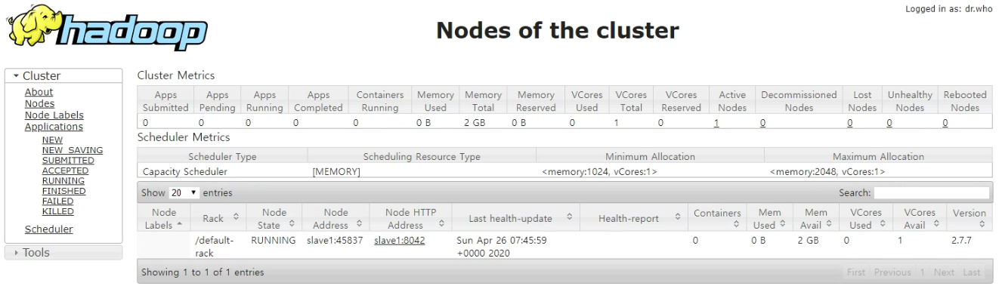 Logged in as: dr.who
hadoop
Nodes of the cluster
Cluster
About
Nodes
Node Labels
Applications
NEW
NEW_SAVING
SUBMITTED
ACCEPTED
RUNNING
FINISHED
FAILED
KILLED
Scheduler
Tools
Cluster Metrics
Apps Submitted Apps Pending Apps Running Apps Completed Containers Running Memory Used Memory Total Memory Reserved VCores Used VCores Total VCores Reserved Active Nodes Decommissioned Nodes Lost Nodes Unhealthy Nodes Rebooted Nodes
0 0 0 0 0 0 B 2 GB 0 B 0 1 0 1 0 0 0 0
Scheduler Metrics
Scheduler Type Scheduling Resource Type Minimum Allocation Maximum Allocation
Capacity Scheduler [MEMORY] <memory:1024, vCores:1> <memory:2048, vCores:1>
Show 20 entries Search:
Node Labels Rack Node State Node Address Node HTTP Address Last health-update Health-report Containers Mem Used Mem Avail VCores Used VCores Avail Version
/default-rack RUNNING slave1:45837 slave1:8042 Sun Apr 26 07:45:59 +0000 2020 0 0 B 2 GB 0 1 2.7.7
Showing 1 to 1 of 1 entries First Previous 1 Next Last